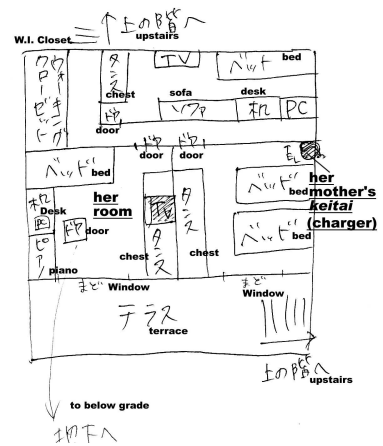 上の階へ
upstairs
W.I. Closet
ウォーキング
クローゼット
タンス
chest
TV
ベット
bed
sofa
ソファ
desk
机
PC
ドア
door
ドア
door
ドア
door
ベッド
bed
her
room
TV
タンス
chest
タンス
chest
her
mother's
keitai
(charger)
ベッド
bed
ベッド
bed
机
Desk
PC
ピアノ
piano
ドア
door
まど
Window
まど
Window
テラス
terrace
上の階へ
upstairs
to below grade
地下へ